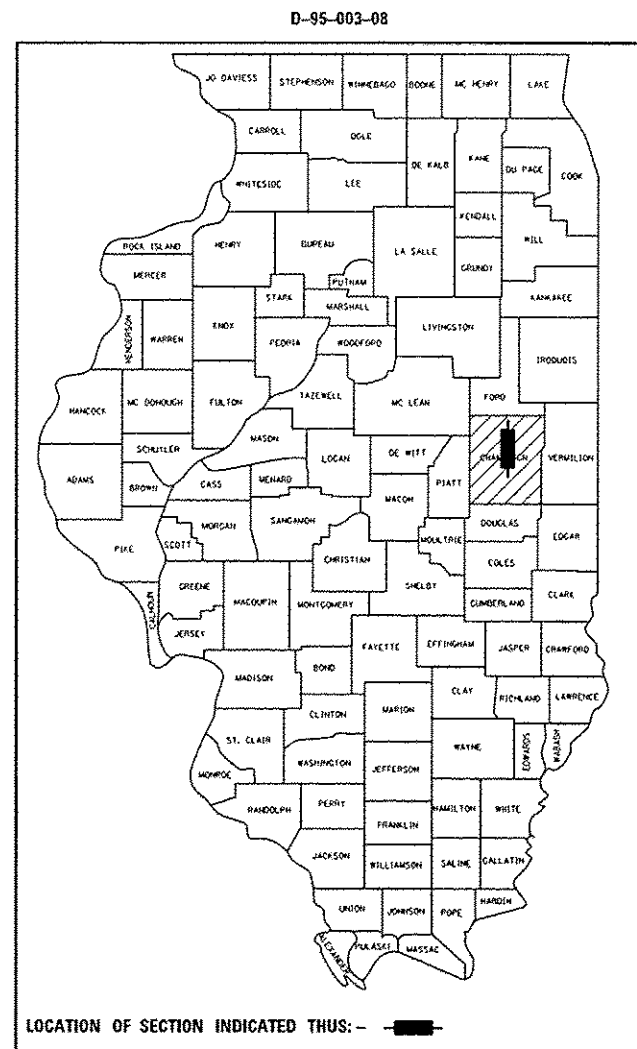 D-95-003-08
JO DAVIESS STEPHENSON WINNEBAGO BOONE MC HENRY LAKE
CARROLL OGLE DE KALB KANE DU PAGE COOK
WHITESIDE LEE KENDALL WILL
ROCK ISLAND HENRY BUREAU LA SALLE GRUNDY
MERCER PUTNAM KANKAKEE
STARK MARSHALL
HENDERSON WARREN KNOX PEORIA WOODFORD LIVINGSTON IROQUOIS
HANCOCK MC DONOUGH FULTON TAZEWELL MC LEAN FORD
SCHUYLER MASON LOGAN DE WITT VERMILION
ADAMS BROWN CASS MENARD MACON PIATT
MORGAN SANGAMON DOUGLAS
PIKE SCOTT CHRISTIAN MOULTRIE COLES EDGAR
CALHOUN GREENE MACOUPIN MONTGOMERY SHELBY CUMBERLAND CLARK
JERSEY FAYETTE EFFINGHAM JASPER CRAWFORD
MADISON BOND CLAY RICHLAND LAWRENCE
CLINTON MARION
ST. CLAIR WAYNE EDWARDS WABASH
MONROE WASHINGTON JEFFERSON
RANDOLPH PERRY HAMILTON WHITE
FRANKLIN
JACKSON WILLIAMSON SALINE GALLATIN
UNION JOHNSON POPE HARDIN
ALEXANDER PULASKI MASSAC
LOCATION OF SECTION INDICATED THUS: -